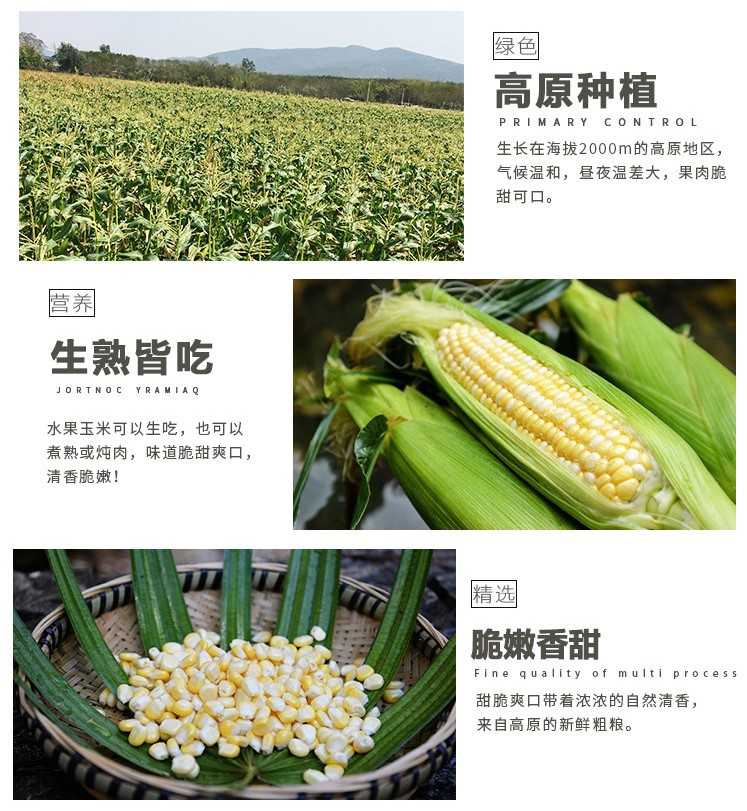 绿色
高原种植
PRIMARY CONTROL
生长在海拔2000m的高原地区，
气候温和，昼夜温差大，果肉脆
甜可口。
营养
生熟皆吃
JORTNOC YRAMIAQ
水果玉米可以生吃，也可以
煮熟或炖肉，味道脆甜爽口，
清香脆嫩！
精选
脆嫩香甜
Fine quality of multi process
甜脆爽口带着浓浓的自然清香，
来自高原的新鲜粗粮。